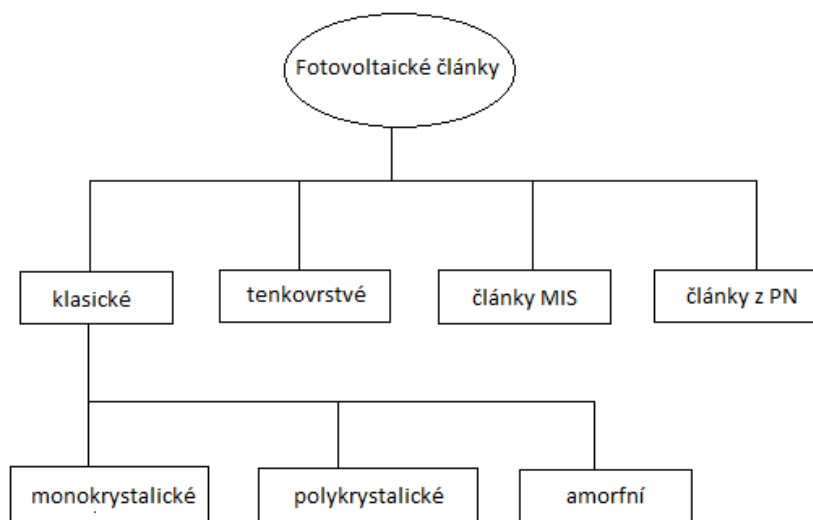 Fotovoltaické články
klasické
tenkovrstvé
články MIS
články z PN
monokrystalické
polykrystalické
amorfní